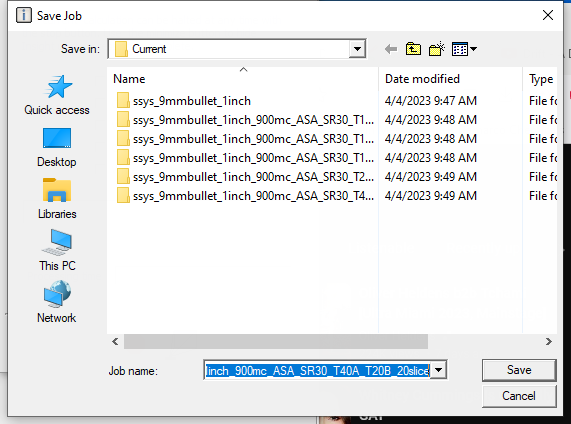 Save Job
Save in: Current
Name Date modified Type
ssys_9mmbullet_1inch 4/4/2023 9:47 AM File fo
ssys_9mmbullet_1inch_900mc_ASA_SR30_T1... 4/4/2023 9:48 AM File fo
ssys_9mmbullet_1inch_900mc_ASA_SR30_T1... 4/4/2023 9:48 AM File fo
ssys_9mmbullet_1inch_900mc_ASA_SR30_T1... 4/4/2023 9:48 AM File fo
ssys_9mmbullet_1inch_900mc_ASA_SR30_T2... 4/4/2023 9:49 AM File fo
ssys_9mmbullet_1inch_900mc_ASA_SR30_T4... 4/4/2023 9:49 AM File fo
Quick access
Desktop
Libraries
This PC
Network
Job name: 1inch_900mc_ASA_SR30_T40A_T20B_20slice
Save
Cancel